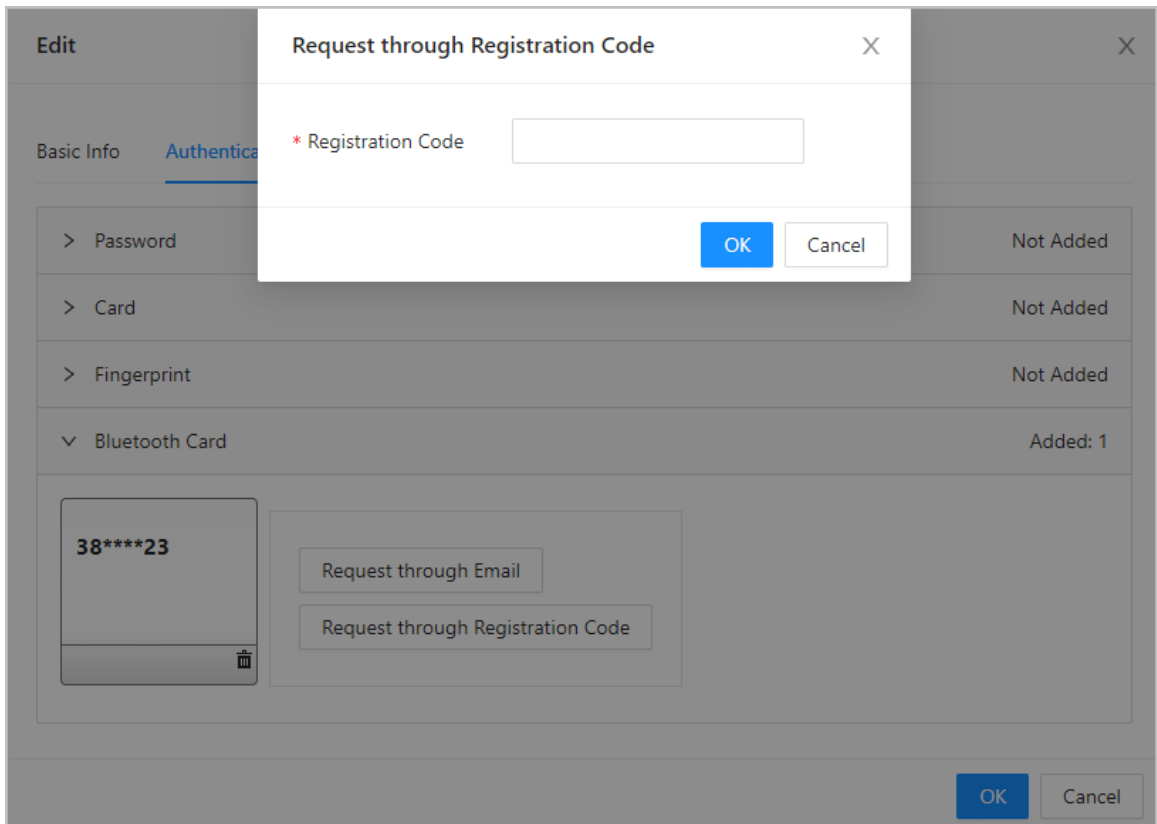 Edit
Request through Registration Code
X
X
Basic Info
Authentica
* Registration Code
OK
Cancel
> Password
Not Added
> Card
Not Added
> Fingerprint
Not Added
Bluetooth Card
Added: 1
38****23
Request through Email
Request through Registration Code
OK
Cancel